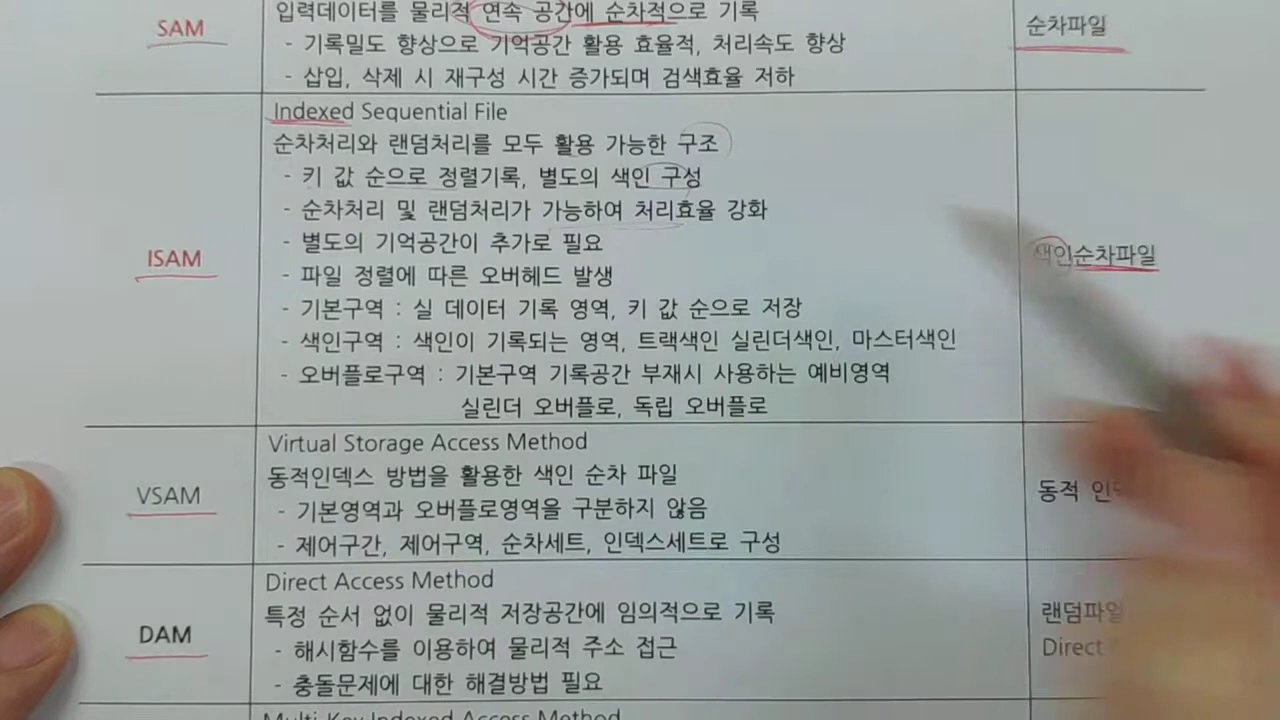 SAM
입력데이터를 물리적 연속 공간에 순차적으로 기록
- 기록밀도 향상으로 기억공간 활용 효율적, 처리속도 향상
- 삽입, 삭제 시 재구성 시간 증가되며 검색효율 저하
순차파일
ISAM
Indexed Sequential File
순차처리와 랜덤처리를 모두 활용 가능한 구조
- 키 값 순으로 정렬기록, 별도의 색인 구성
- 순차처리 및 랜덤처리가 가능하여 처리효율 강화
- 별도의 기억공간이 추가로 필요
- 파일 정렬에 따른 오버헤드 발생
- 기본구역 : 실 데이터 기록 영역, 키 값 순으로 저장
- 색인구역 : 색인이 기록되는 영역, 트랙색인 실린더색인, 마스터색인
- 오버플로구역 : 기본구역 기록공간 부재시 사용하는 예비영역
실린더 오버플로, 독립 오버플로
색인순차파일
VSAM
Virtual Storage Access Method
동적인덱스 방법을 활용한 색인 순차 파일
- 기본영역과 오버플로영역을 구분하지 않음
- 제어구간, 제어구역, 순차세트, 인덱스세트로 구성
동적
DAM
Direct Access Method
특정 순서 없이 물리적 저장공간에 임의적으로 기록
- 해시함수를 이용하여 물리적 주소 접근
- 충돌문제에 대한 해결방법 필요
랜덤파일
Direct
Multi-Key Indexed Access Method